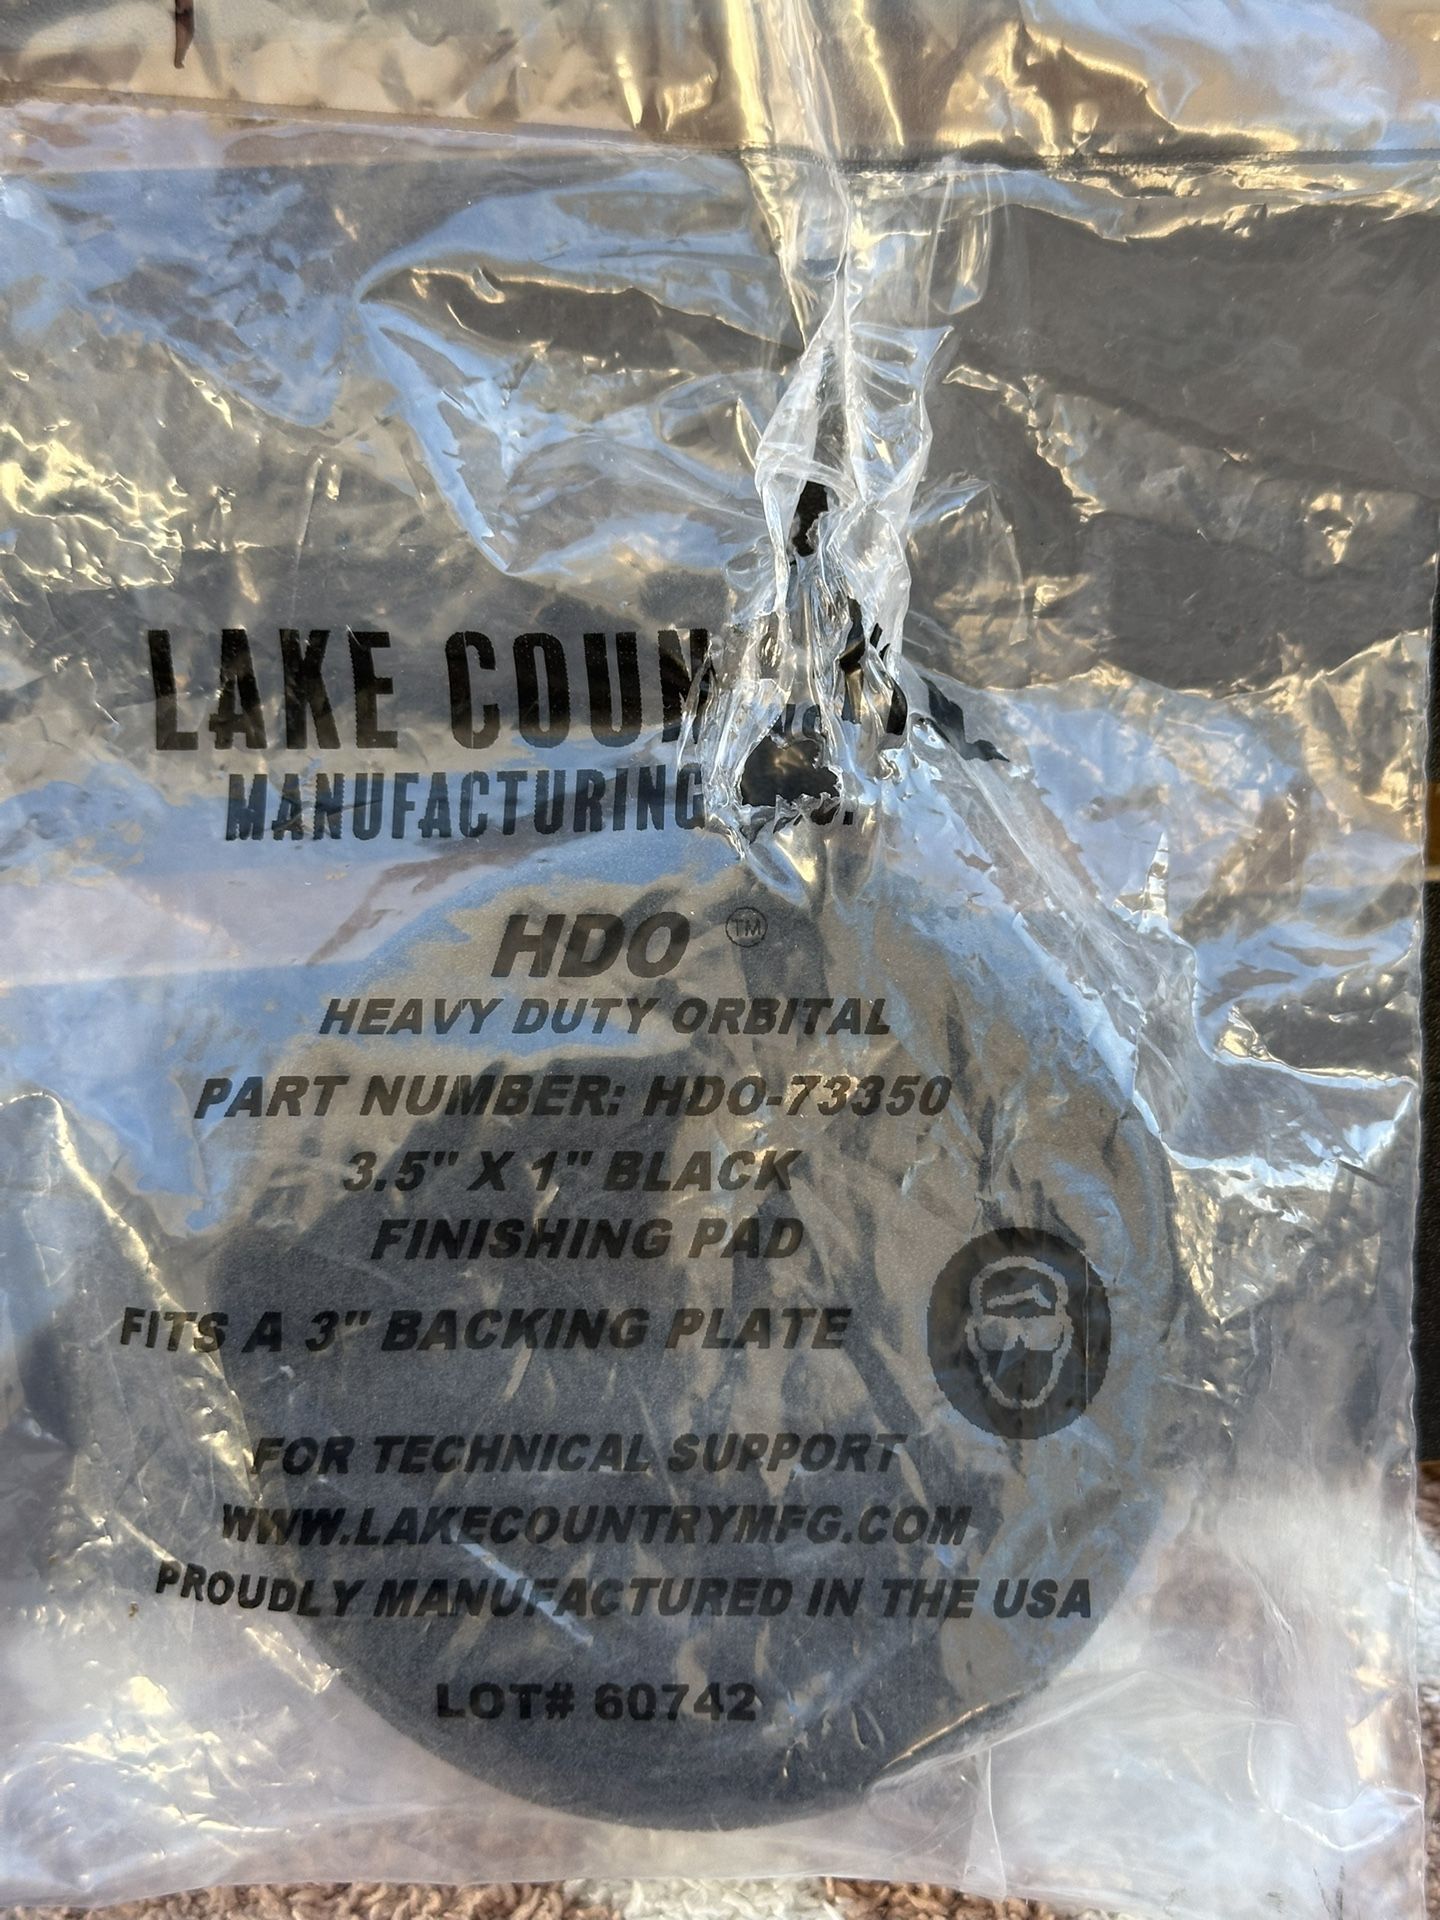 LAKE
MANUFACTURING
HDO ™
HEAVY DUTY ORBITAL
PART NUMBER: HDO-73350
3.5" X 1" BLACK
FINISHING PAD
FITS A 3" BACKING PLATE
FOR TECHNICAL SUPPORT
WWW.LAKECOUNTRYMFG.COM
PROUDLY MANUFACTURED IN THE USA
LOT# 60742